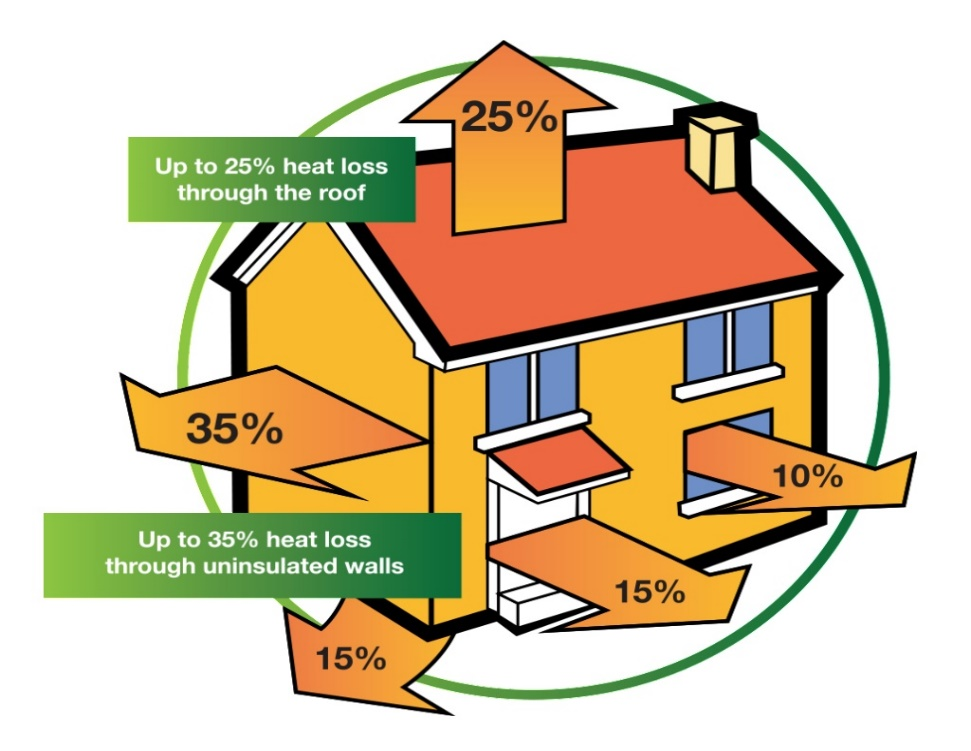 25%
Up to 25% heat loss
through the roof
35%
10%
Up to 35% heat loss
through uninsulated walls
15%
15%